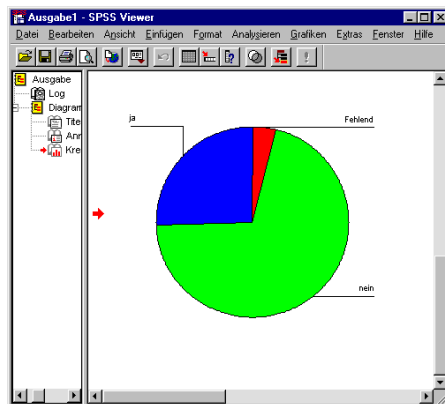 Ausgabe1 - SPSS Viewer
Datei Bearbeiten Ansicht Einfügen Format Analysieren Grafiken Extras Fenster Hilfe
Ausgabe
Log
Diagram
Tite
Anr
Kre
ja
Fehlend
nein